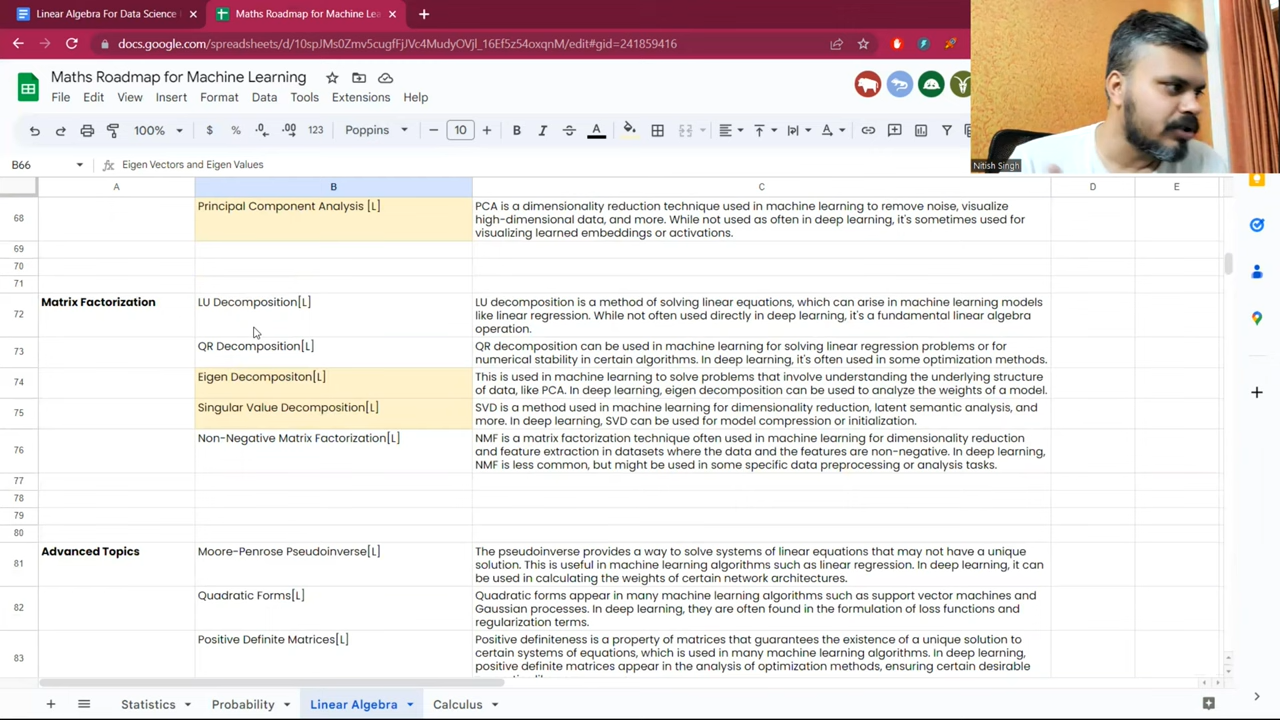 Linear Algebra For Data Science
Maths Roadmap for Machine Lea
docs.google.com/spreadsheets/d/10spJMs0Zmv5cugfFjJVc4MudyOVjl_16Ef5z54oxqnM/edit#gid=241859416
Maths Roadmap for Machine Learning
File Edit View Insert Format Data Tools Extensions Help
100% $ % .0 .00 123 Poppins 10 B I A
B66 Eigen Vectors and Eigen Values
Nitish Singh
A B C D E
68 Principal Component Analysis [L] PCA is a dimensionality reduction technique used in machine learning to remove noise, visualize
high-dimensional data, and more. While not used as often in deep learning, it's sometimes used for
visualizing learned embeddings or activations.
69
70
71
72 Matrix Factorization LU Decomposition[L] LU decomposition is a method of solving linear equations, which can arise in machine learning models
like linear regression. While not often used directly in deep learning, it's a fundamental linear algebra
operation.
73 QR Decomposition[L] QR decomposition can be used in machine learning for solving linear regression problems or for
numerical stability in certain algorithms. In deep learning, it's often used in some optimization methods.
74 Eigen Decompositon[L] This is used in machine learning to solve problems that involve understanding the underlying structure
of data, like PCA. In deep learning, eigen decomposition can be used to analyze the weights of a model.
75 Singular Value Decomposition[L] SVD is a method used in machine learning for dimensionality reduction, latent semantic analysis, and
more. In deep learning, SVD can be used for model compression or initialization.
76 Non-Negative Matrix Factorization[L] NMF is a matrix factorization technique often used in machine learning for dimensionality reduction
and feature extraction in datasets where the data and the features are non-negative. In deep learning,
NMF is less common, but might be used in some specific data preprocessing or analysis tasks.
77
78
79
80
81 Advanced Topics Moore-Penrose Pseudoinverse[L] The pseudoinverse provides a way to solve systems of linear equations that may not have a unique
solution. This is useful in machine learning algorithms such as linear regression. In deep learning, it can
be used in calculating the weights of certain network architectures.
82 Quadratic Forms[L] Quadratic forms appear in many machine learning algorithms such as support vector machines and
Gaussian processes. In deep learning, they are often found in the formulation of loss functions and
regularization terms.
83 Positive Definite Matrices[L] Positive definiteness is a property of matrices that guarantees the existence of a unique solution to
certain systems of equations, which is used in many machine learning algorithms. In deep learning,
positive definite matrices appear in the analysis of optimization methods, ensuring certain desirable
Statistics Probability Linear Algebra Calculus